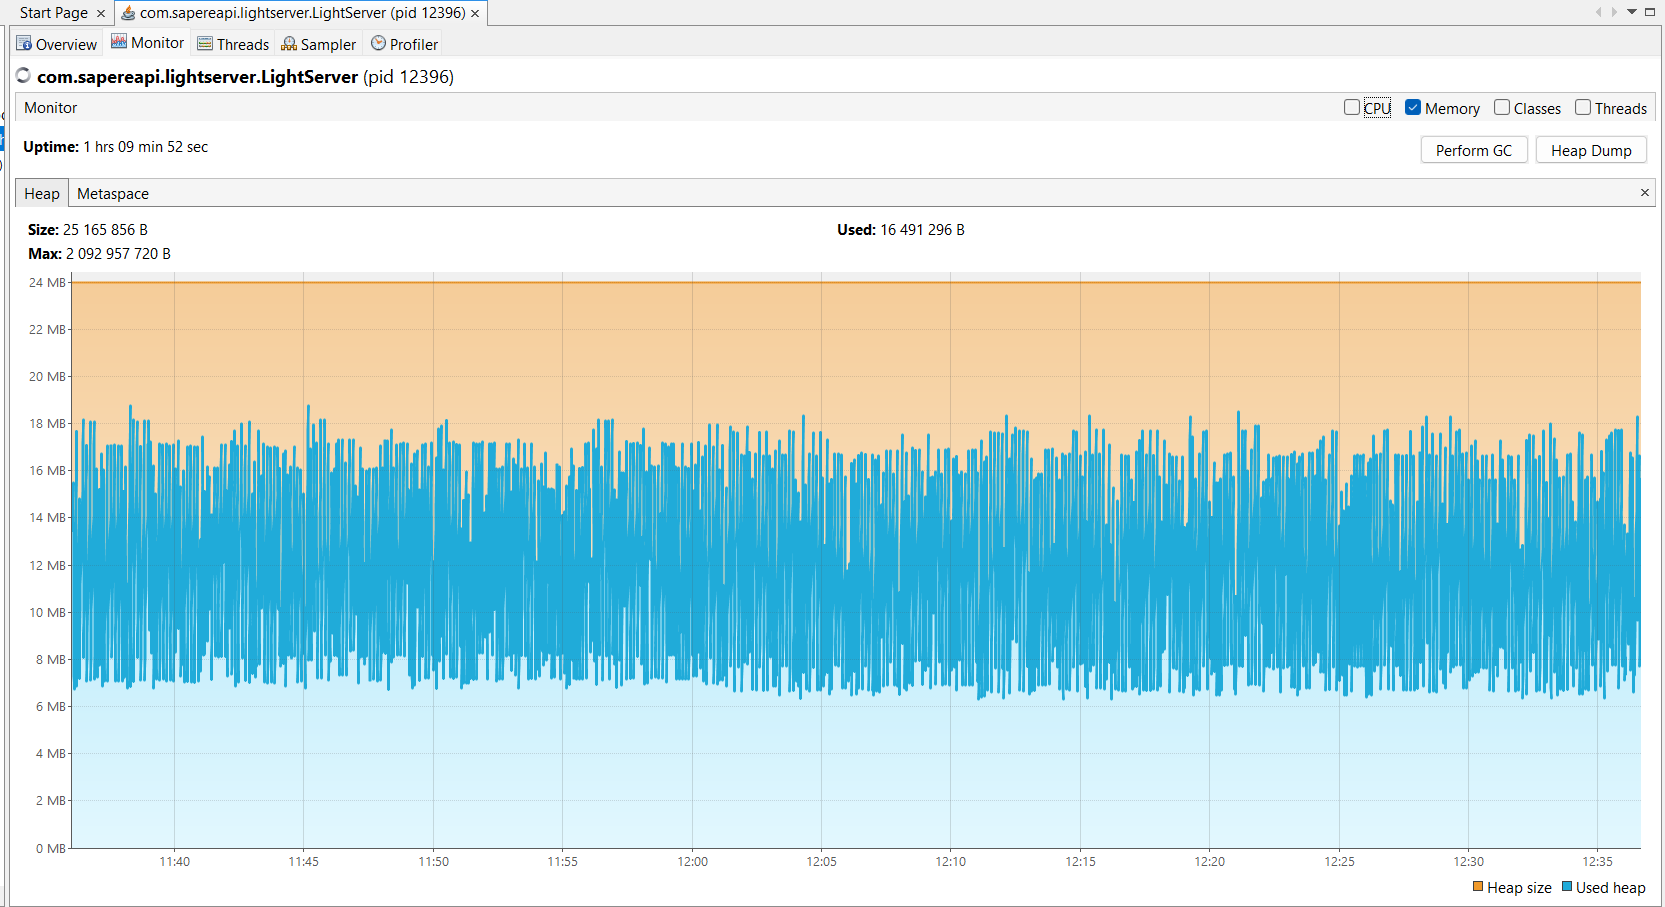 Start Page × com.sapereapi.lightserver.LightServer (pid 12396) ×
Overview Monitor Threads Sampler Profiler
com.sapereapi.lightserver.LightServer (pid 12396)
Monitor CPU Memory Classes Threads
Uptime: 1 hrs 09 min 52 sec
Perform GC Heap Dump
Heap Metaspace ×
Size: 25 165 856 B Used: 16 491 296 B
Max: 2 092 957 720 B
24 MB
22 MB
20 MB
18 MB
16 MB
14 MB
12 MB
10 MB
8 MB
6 MB
4 MB
2 MB
0 MB
11:40 11:45 11:50 11:55 12:00 12:05 12:10 12:15 12:20 12:25 12:30 12:35
Heap size Used heap